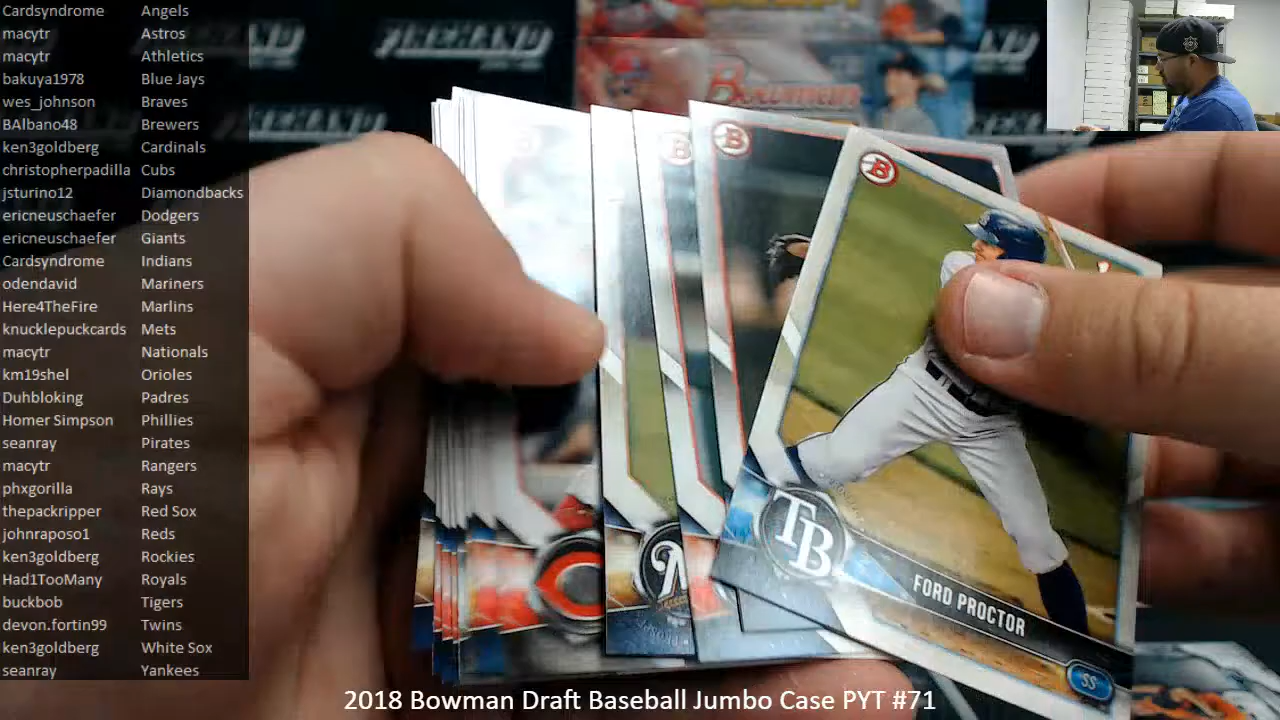 Cardsyndrome Angels
macytr Astros
macytr Athletics
bakuya1978 Blue Jays
wes_johnson Braves
BAlbano48 Brewers
ken3goldberg Cardinals
christopherpadilla Cubs
jsturino12 Diamondbacks
ericneuschaefer Dodgers
ericneuschaefer Giants
Cardsyndrome Indians
odendavid Mariners
Here4TheFire Marlins
knucklepuckcards Mets
macytr Nationals
km19shel Orioles
Duhbloking Padres
Homer Simpson Phillies
seanray Pirates
macytr Rangers
phxgorilla Rays
thepackripper Red Sox
johnraposo1 Reds
ken3goldberg Rockies
Had1TooMany Royals
buckbob Tigers
devon.fortin99 Twins
ken3goldberg White Sox
seanray Yankees
Bowman
B
B
B
C
TB
FORD PROCTOR
SS
2018 Bowman Draft Baseball Jumbo Case PYT #71